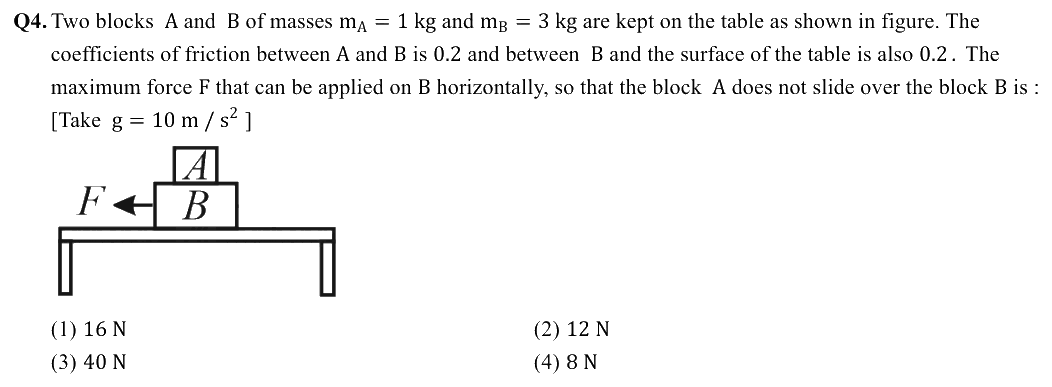 Q4. Two blocks A and B of masses m_A = 1 kg and m_B = 3 kg are kept on the table as shown in figure. The
coefficients of friction between A and B is 0.2 and between B and the surface of the table is also 0.2. The
maximum force F that can be applied on B horizontally, so that the block A does not slide over the block B is :
[Take g = 10 m / s² ]
A
F B
(1) 16 N (2) 12 N
(3) 40 N (4) 8 N